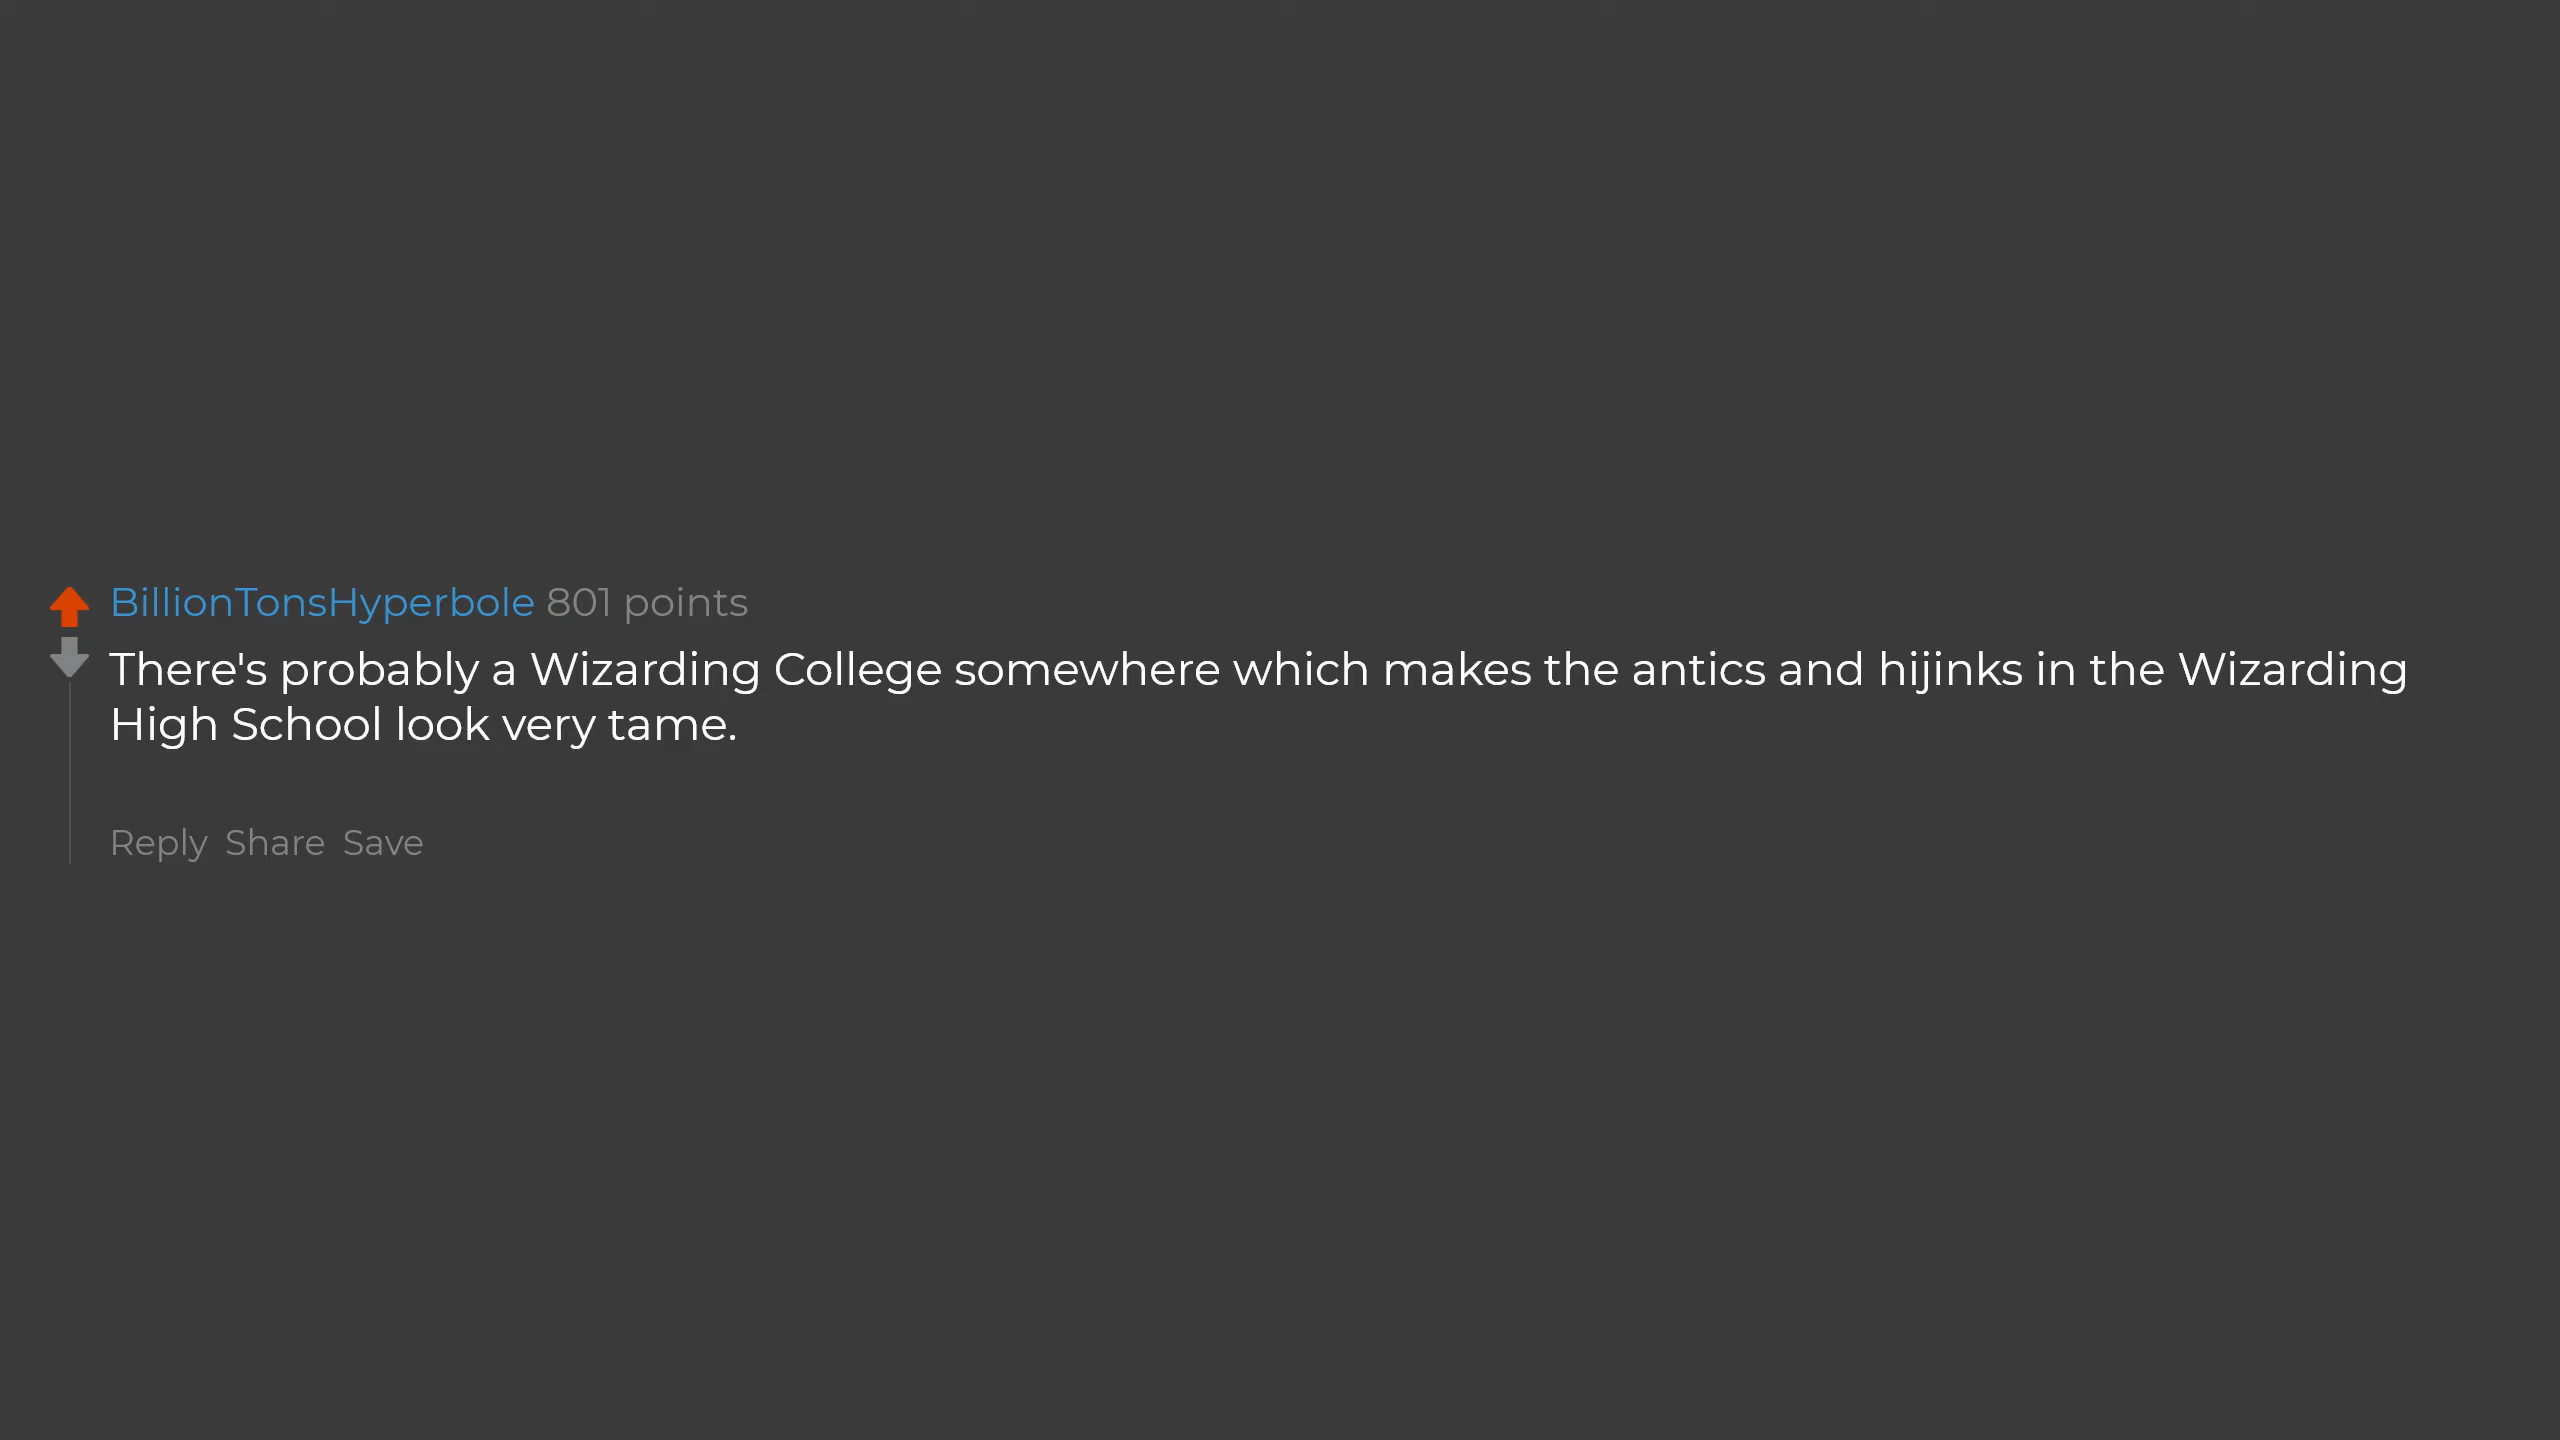 BillionTonsHyperbole 801 points
There's probably a Wizarding College somewhere which makes the antics and hijinks in the Wizarding
High School look very tame.
Reply Share Save